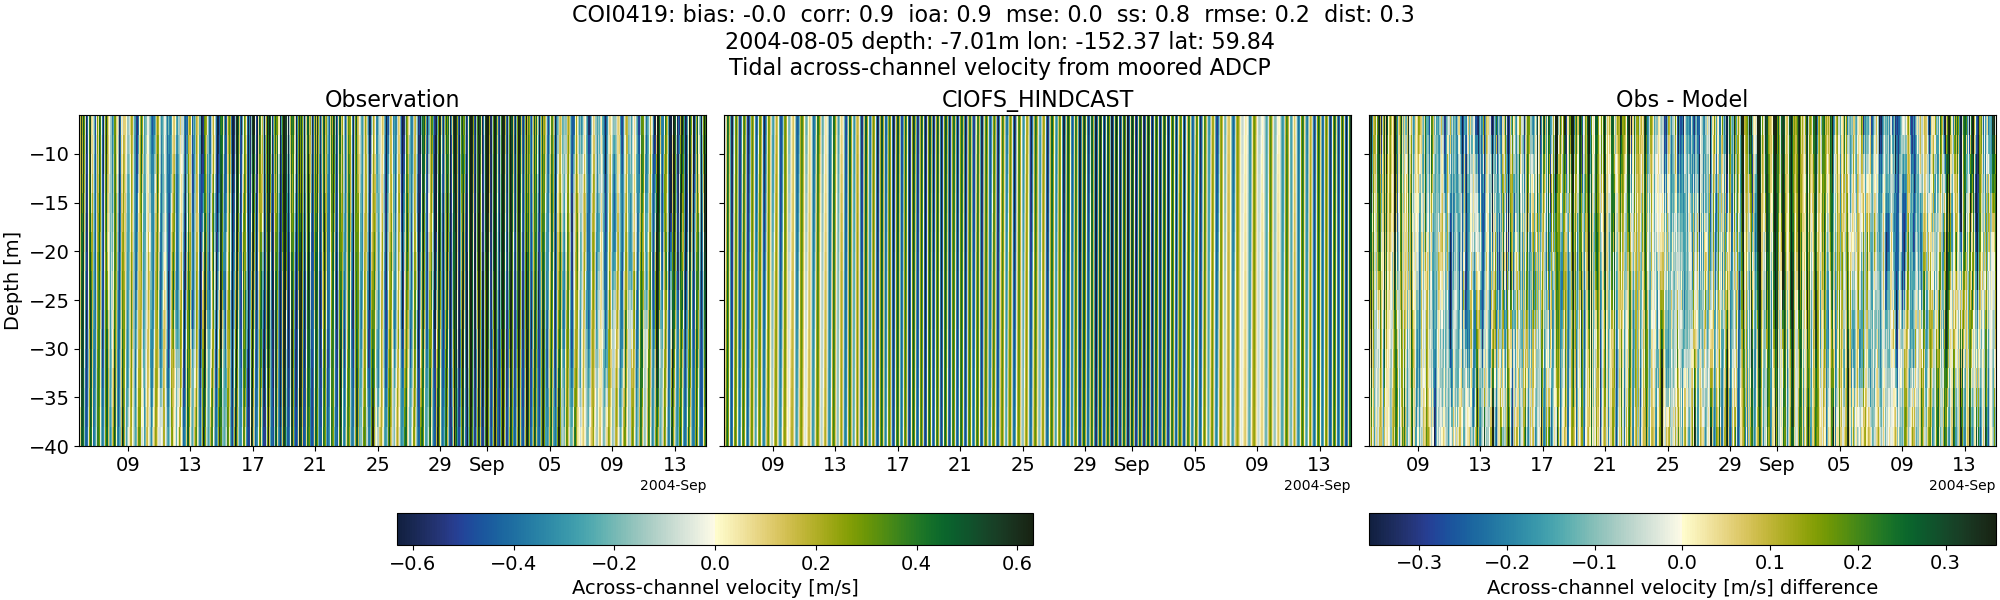 COI0419: bias: -0.0  corr: 0.9  ioa: 0.9  mse: 0.0  ss: 0.8  rmse: 0.2  dist: 0.3
2004-08-05 depth: -7.01m lon: -152.37 lat: 59.84
Tidal across-channel velocity from moored ADCP
Observation
CIOFS_HINDCAST
Obs - Model
Depth [m]
−10
−15
−20
−25
−30
−35
−40
09 13 17 21 25 29 Sep 05 09 13
2004-Sep
09 13 17 21 25 29 Sep 05 09 13
2004-Sep
09 13 17 21 25 29 Sep 05 09 13
2004-Sep
−0.6 −0.4 −0.2 0.0 0.2 0.4 0.6
Across-channel velocity [m/s]
−0.3 −0.2 −0.1 0.0 0.1 0.2 0.3
Across-channel velocity [m/s] difference